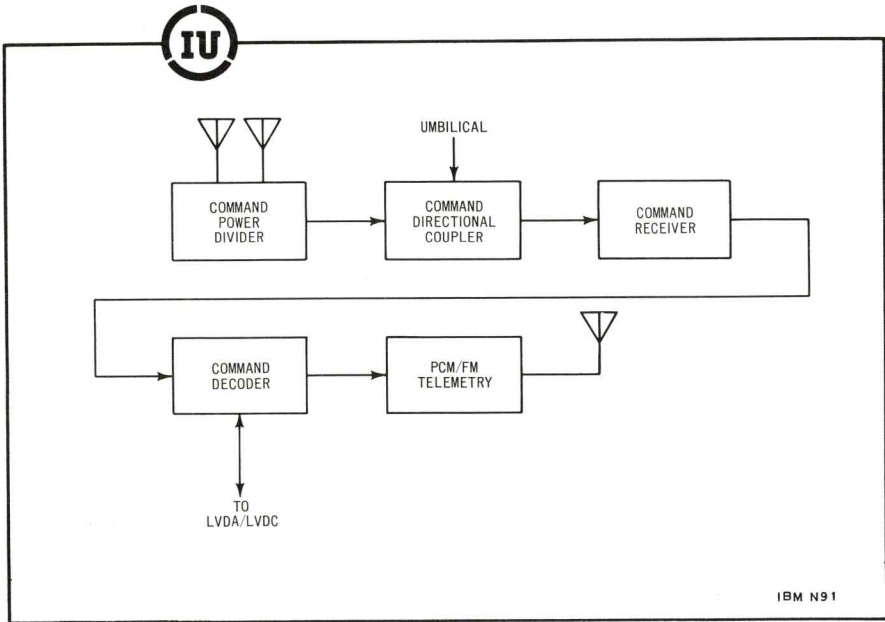 IU
UMBILICAL
COMMAND
POWER
DIVIDER
COMMAND
DIRECTIONAL
COUPLER
COMMAND
RECEIVER
COMMAND
DECODER
PCM/FM
TELEMETRY
TO
LVDA/LVDC
IBM N91